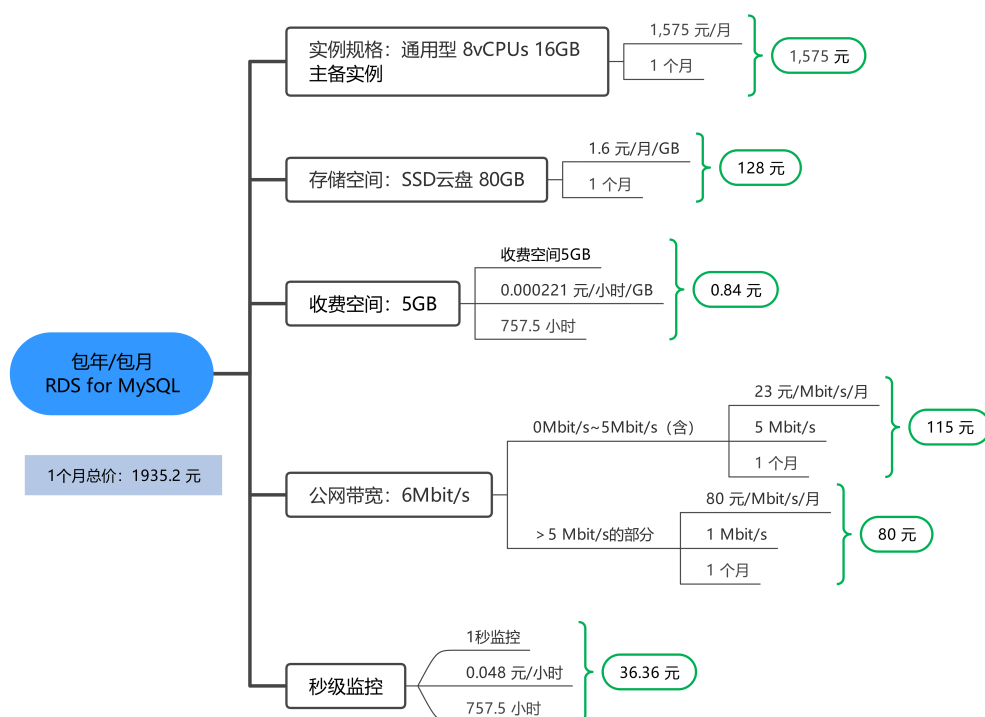 包年/包月
RDS for MySQL
1个月总价：1935.2 元
实例规格：通用型 8vCPUs 16GB
主备实例
1,575 元/月
1 个月
1,575 元
存储空间：SSD云盘 80GB
1.6 元/月/GB
1 个月
128 元
收费空间：5GB
收费空间5GB
0.000221 元/小时/GB
757.5 小时
0.84 元
公网带宽：6Mbit/s
0Mbit/s~5Mbit/s（含）
23 元/Mbit/s/月
5 Mbit/s
1 个月
115 元
＞5 Mbit/s的部分
80 元/Mbit/s/月
1 Mbit/s
1 个月
80 元
秒级监控
1秒监控
0.048 元/小时
757.5 小时
36.36 元